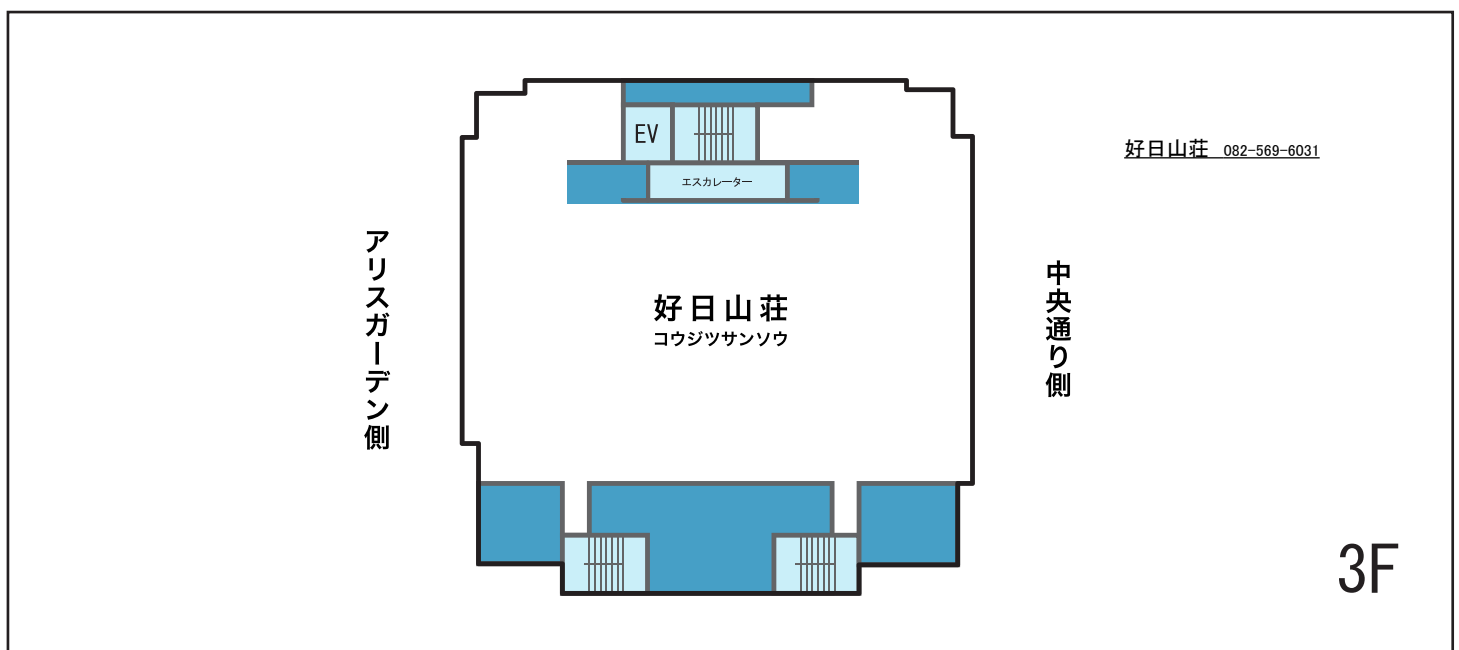 EV
エスカレーター
好日山荘 082-569-6031
アリスガーデン側
好日山荘
コウジツサンソウ
中央通り側
3F